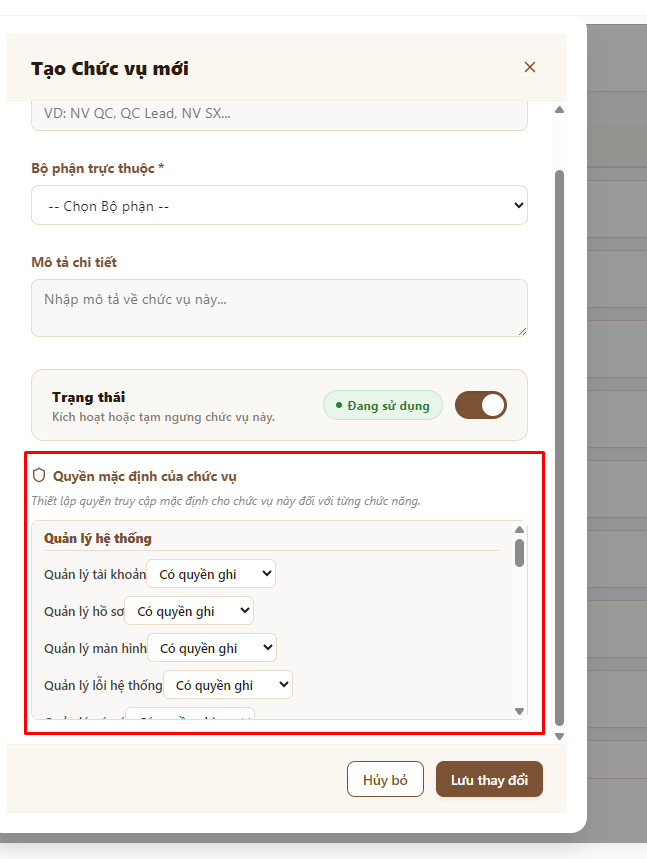 Tạo Chức vụ mới
VD: NV QC, QC Lead, NV SX...
Bộ phận trực thuộc *
-- Chọn Bộ phận --
Mô tả chi tiết
Nhập mô tả về chức vụ này...
Trạng thái
Kích hoạt hoặc tạm ngưng chức vụ này.
Đang sử dụng
Quyền mặc định của chức vụ
Thiết lập quyền truy cập mặc định cho chức vụ này đối với từng chức năng.
Quản lý hệ thống
Quản lý tài khoản Có quyền ghi
Quản lý hồ sơ Có quyền ghi
Quản lý màn hình Có quyền ghi
Quản lý lỗi hệ thống Có quyền ghi
Hủy bỏ
Lưu thay đổi